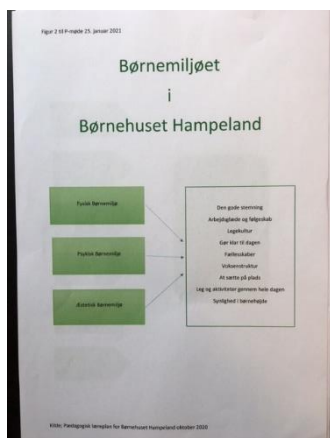 Figur 2 til P-møde 25. januar 2021
Børnemiljøet
i
Børnehuset Hampeland
Fysisk Børnemiljø
Psykisk Børnemiljø
Æstetisk børnemiljø
Den gode stemning
Arbejdsglæde og følgeskab
Legekultur
Gør klar til dagen
Fællesskaber
Voksenstruktur
At sætte på plads
Leg og aktiviteter gennem hele dagen
Synlighed i børnehøjde
Kilde: Pædagogisk læreplan for Børnehuset Hampeland oktober 2020